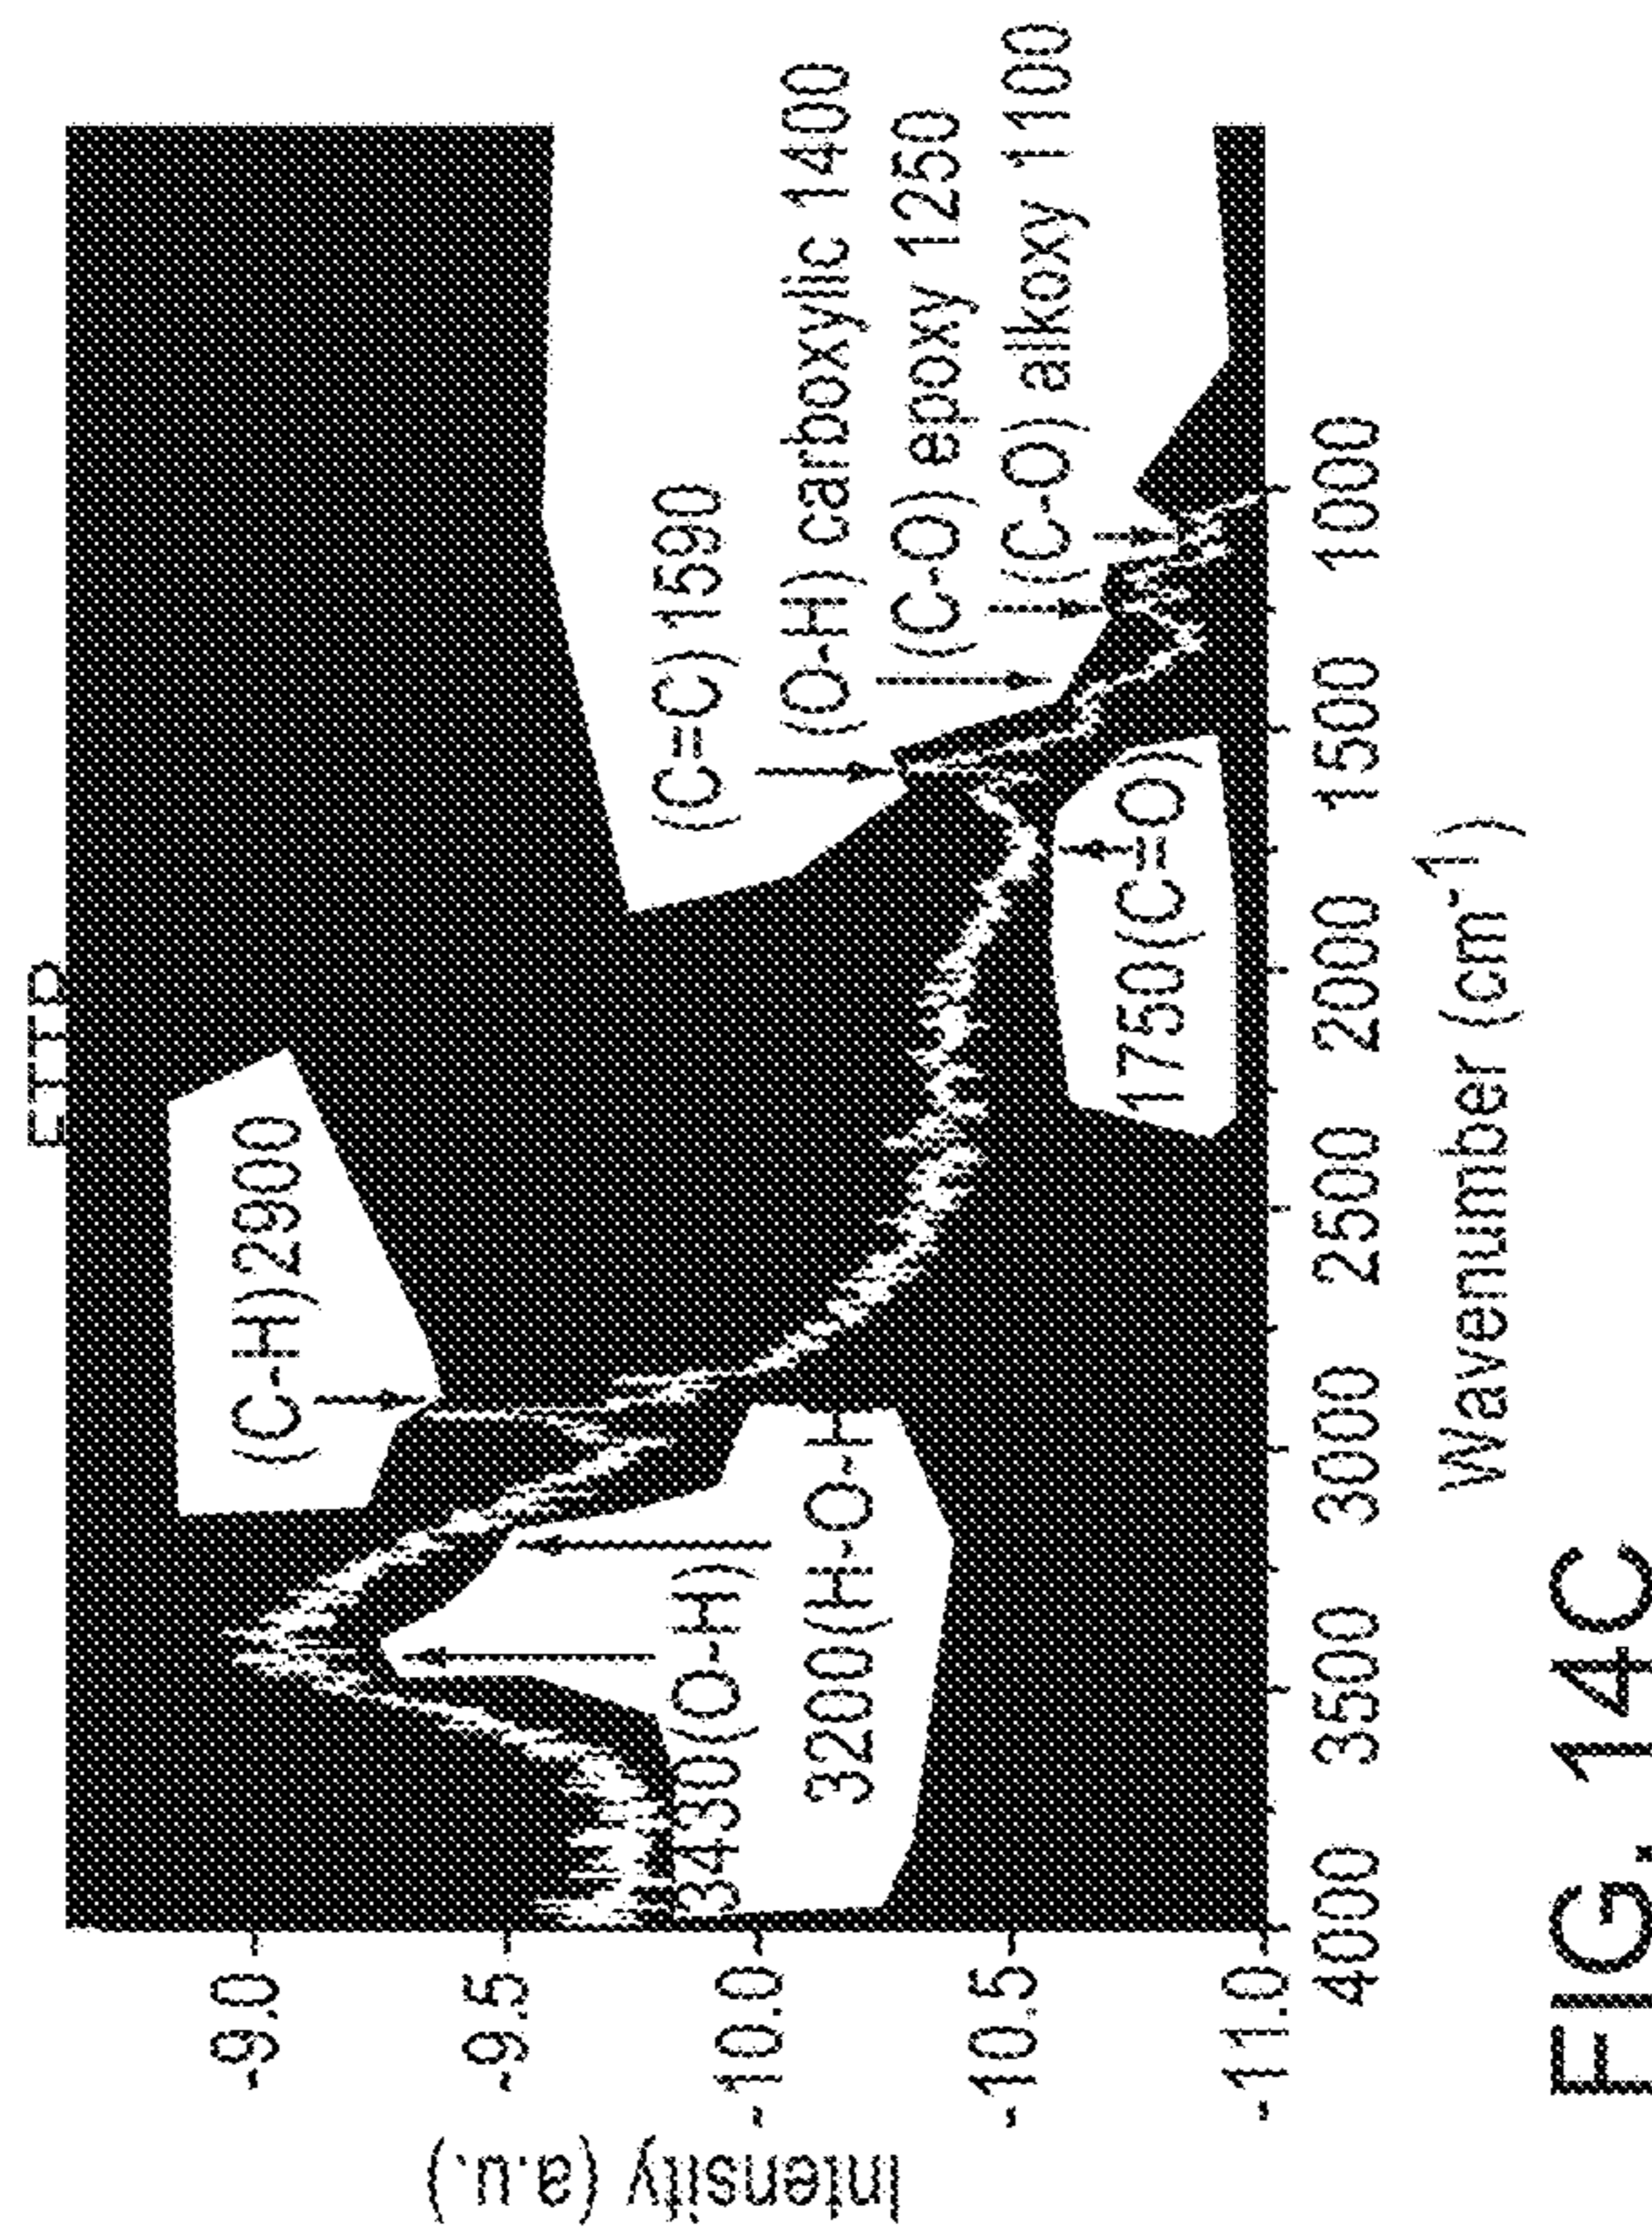 (C-H)2900
(C=C) 1590
(O-H) carboxylic 1400
(C-O) epoxy 1250
(C-O) alkoxy 1100
3430(O-H)
3200(H-O-H
1750(C=O)
-9.0
-9.5
-10.0
-10.5
-11.0
Intensity (a.u.)
4000 3500 3000 2500 2000 1500 1000
Wavenumber (cm⁻¹)
FIG. 14C